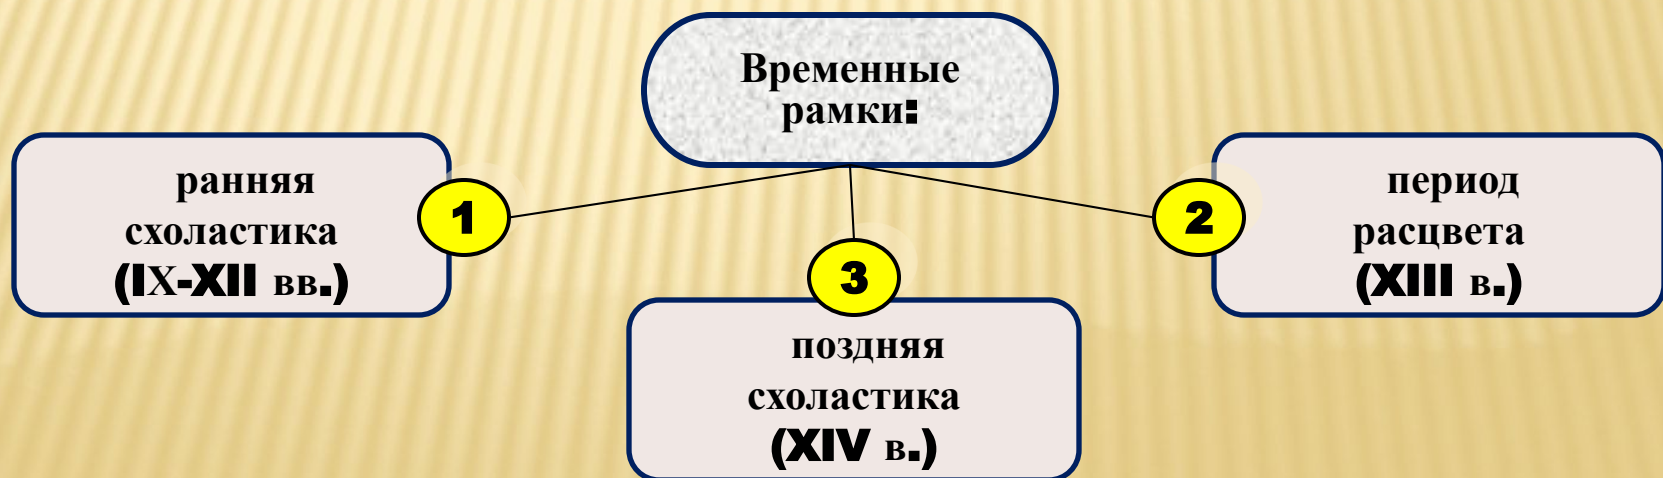 Временные
рамки:
1
ранняя
схоластика
(IX-XII вв.)
2
период
расцвета
(XIII в.)
3
поздняя
схоластика
(XIV в.)